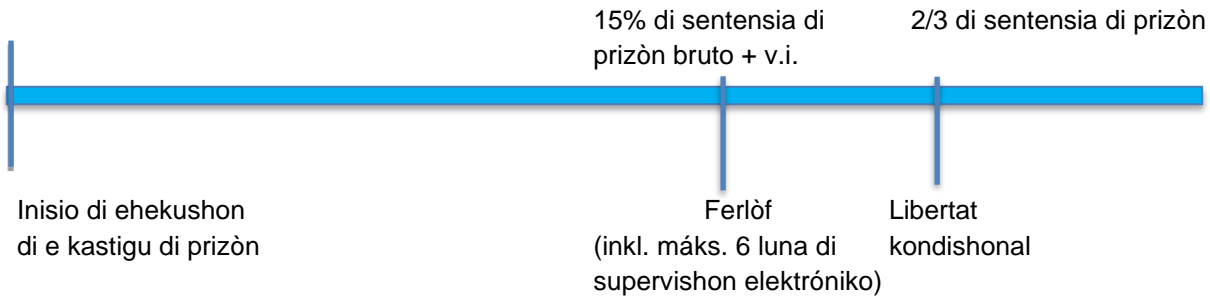 15% di sentensia di
prizòn bruto + v.i.
2/3 di sentensia di prizòn
Inisio di ehekushon
di e kastigu di prizòn
Ferlòf
(inkl. máks. 6 luna di
supervishon elektróniko)
Libertat
kondishonal